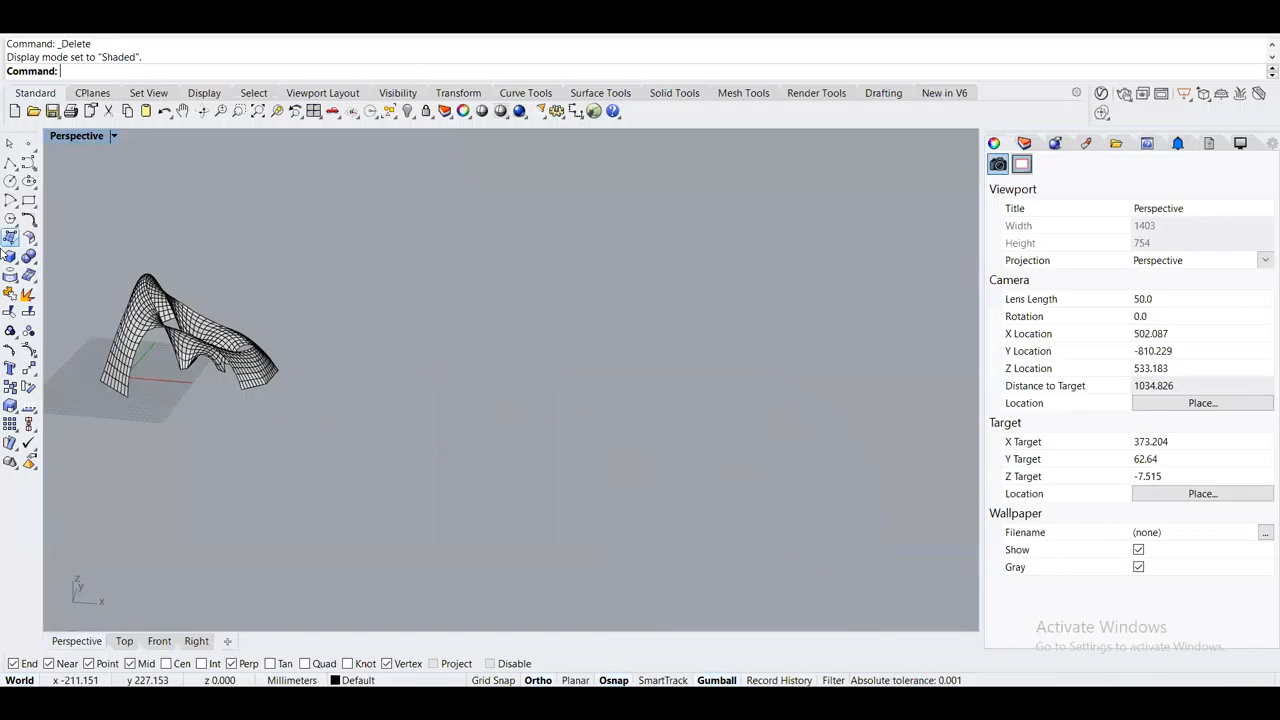 Command: _Delete
Display mode set to "Shaded".
Command:
Standard CPlanes Set View Display Select Viewport Layout Visibility Transform Curve Tools Surface Tools Solid Tools Mesh Tools Render Tools Drafting New in V6
Perspective
Viewport
Title Perspective
Width 1403
Height 754
Projection Perspective
Camera
Lens Length 50.0
Rotation 0.0
X Location 502.087
Y Location -810.229
Z Location 533.183
Distance to Target 1034.826
Location Place...
Target
X Target 373.204
Y Target 62.64
Z Target -7.515
Location Place...
Wallpaper
Filename (none) ...
Show
Gray
z
y
x
Activate Windows
Go to Settings to activate Windows.
Perspective Top Front Right
End Near Point Mid Cen Int Perp Tan Quad Knot Vertex Project Disable
World x -211.151 y 227.153 z 0.000 Millimeters Default Grid Snap Ortho Planar Osnap SmartTrack Gumball Record History Filter Absolute tolerance: 0.001